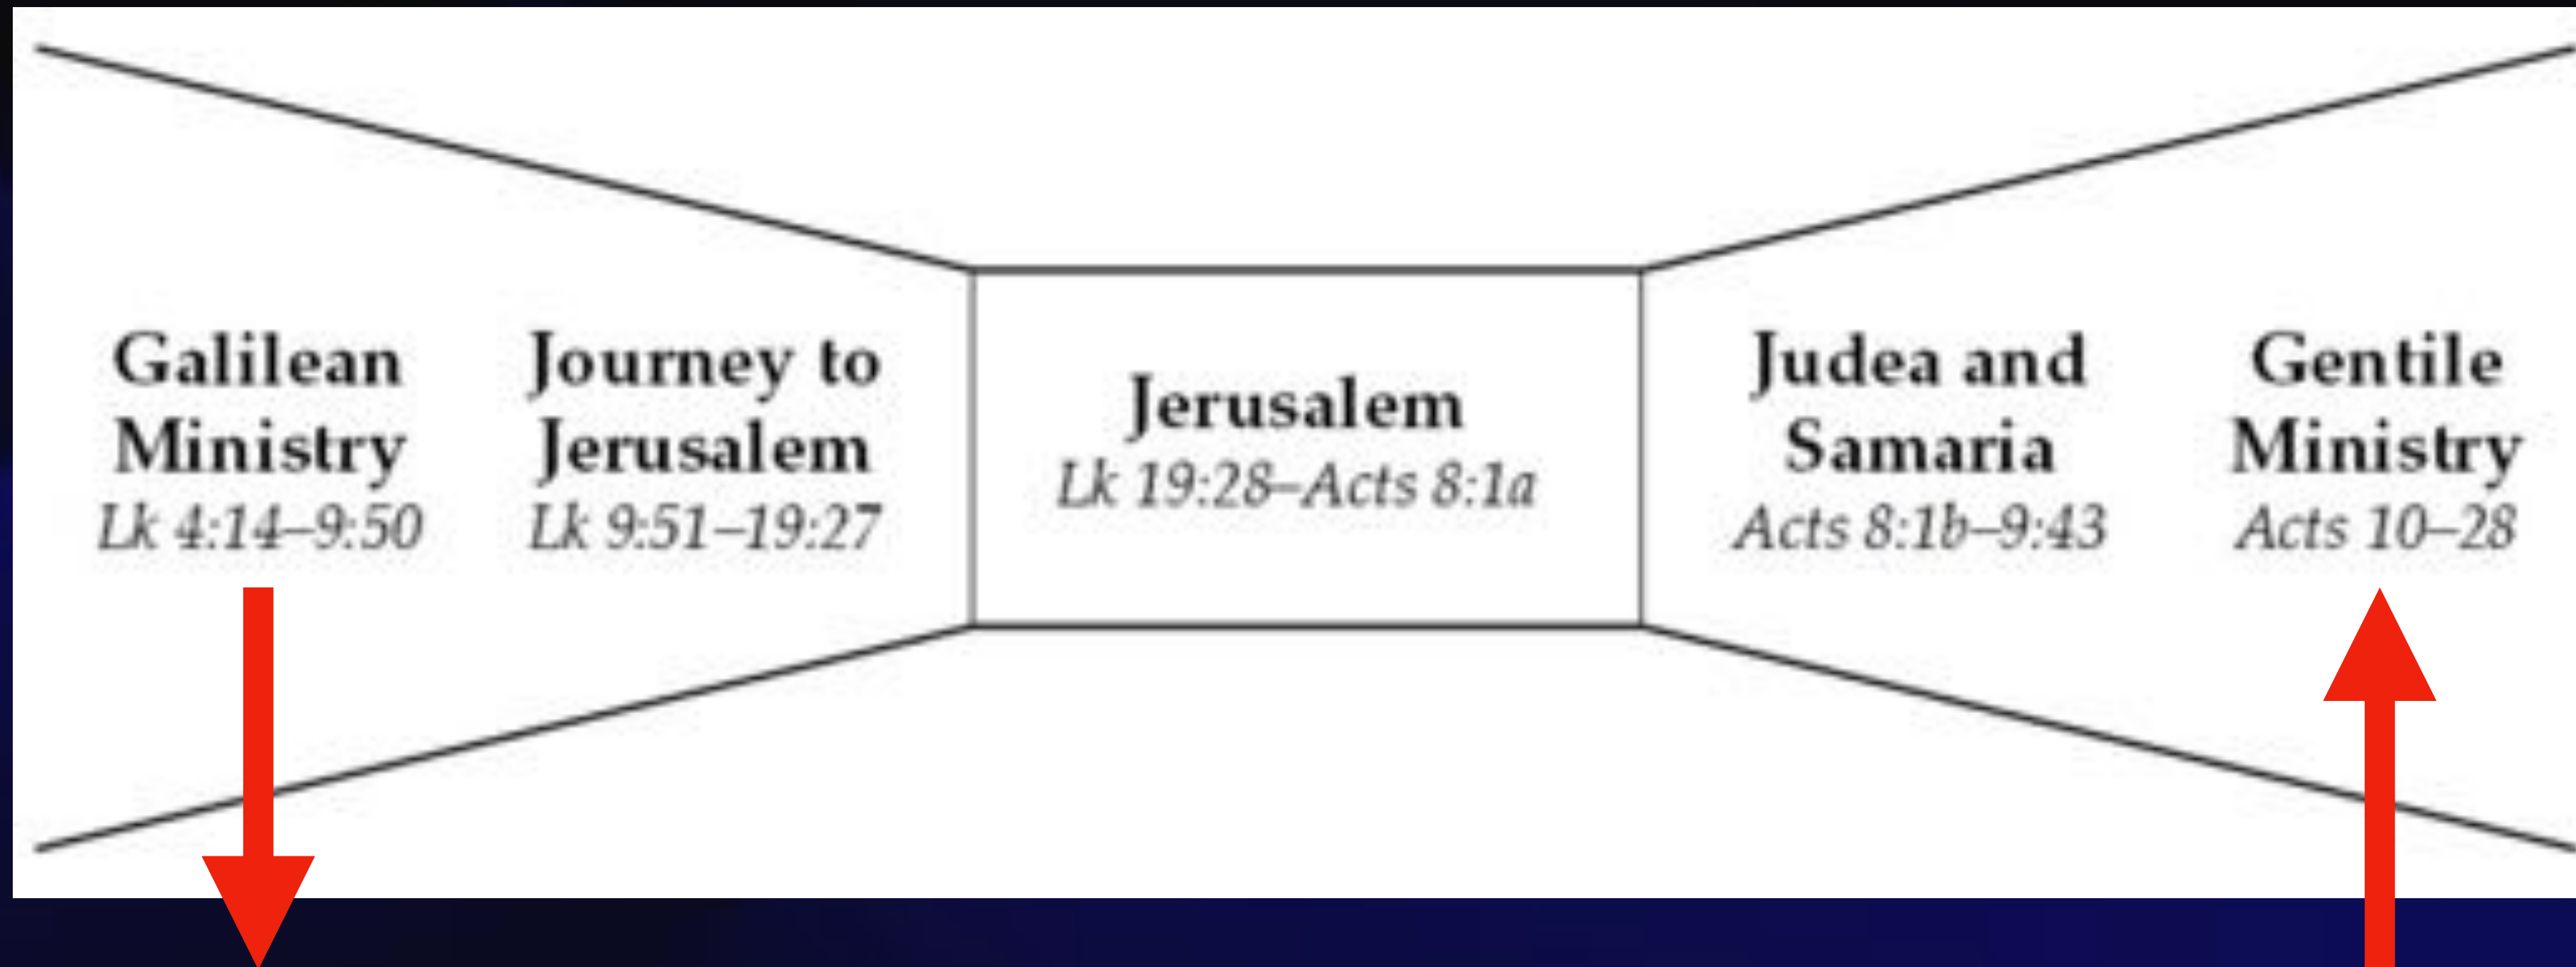 Galilean
Ministry
Lk 4:14–9:50
Journey to
Jerusalem
Lk 9:51–19:27
Jerusalem
Lk 19:28–Acts 8:1a
Judea and
Samaria
Acts 8:1b–9:43
Gentile
Ministry
Acts 10–28